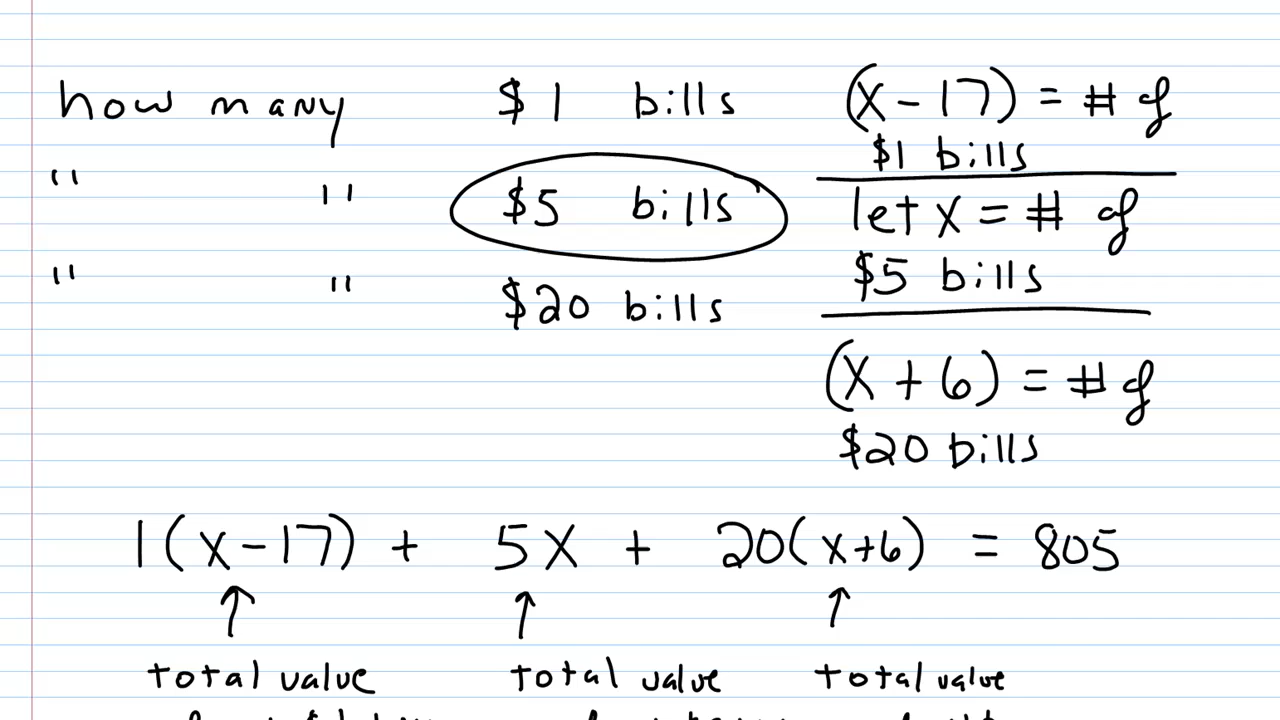 how many $1 bills (x-17) = # of
$1 bills
" " $5 bills let x = # of
$5 bills
" " $20 bills
(x + 6) = # of
$20 bills
1(x-17) + 5x + 20(x+6) = 805
↑ ↑ ↑
total value total value total value